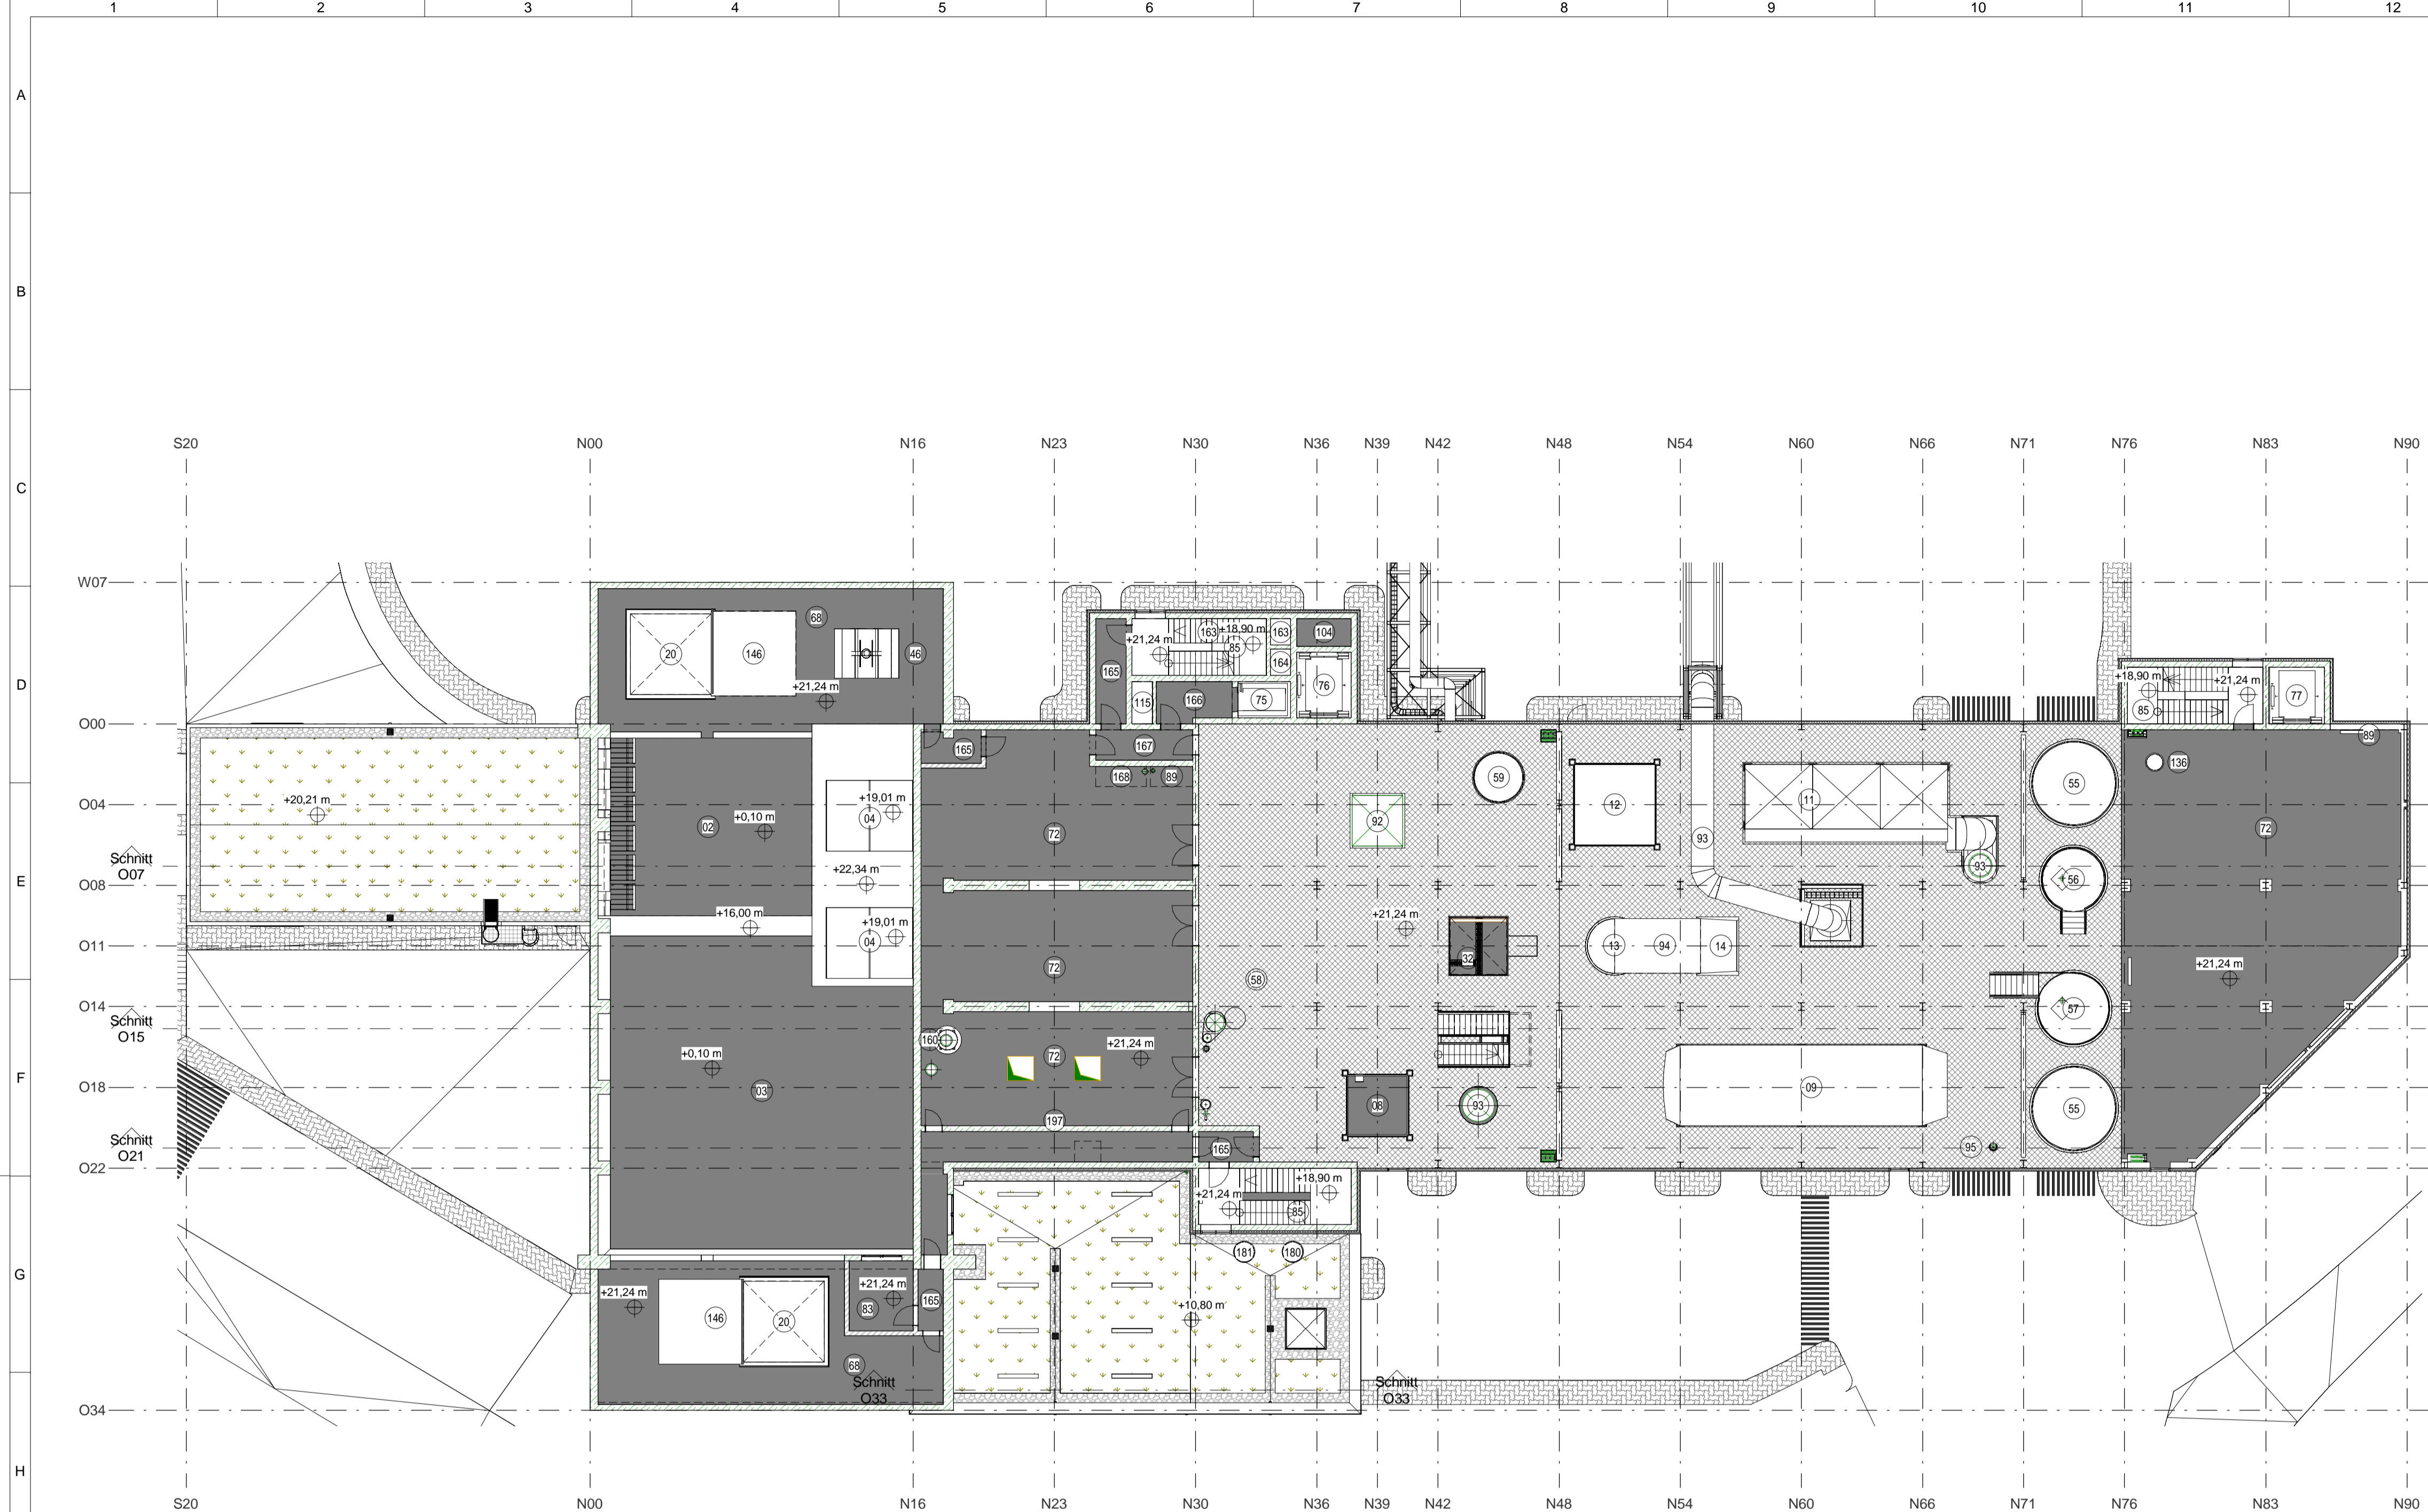 1 2 3 4 5 6 7 8 9 10 11 12
A
B
C
D
E
F
G
H
S20 N00 N16 N23 N30 N36 N39 N42 N48 N54 N60 N66 N71 N76 N83 N90
W07
68
163 +18,90 m 163 104
+21,24 m 85
20 146 46
165 164
+18,90 m +21,24 m
+21,24 m
76
77
115 166 75
85
O00
165 167 89
168 89 59 136
55
+20,21 m
+19,01 m
O04
11 12
04
+0,10 m
02
92
72 72
93
Schnitt
O07
+22,34 m
93
56
O08
+16,00 m
+19,01 m
+21,24 m
04
O11
13 94 14
32
72
58
+21,24 m
O14
57
Schnitt
O15
160
+0,10 m
72
+21,24 m
O18
03
09
08 93
55
197
Schnitt
O21
165
95
O22
+21,24 m
+18,90 m
85
181 180
+21,24 m
+21,24 m
83
165
+10,80 m
146 20
68
Schnitt
O33
Schnitt
O33
O34
S20 N00 N16 N23 N30 N36 N39 N42 N48 N54 N60 N66 N71 N76 N83 N90